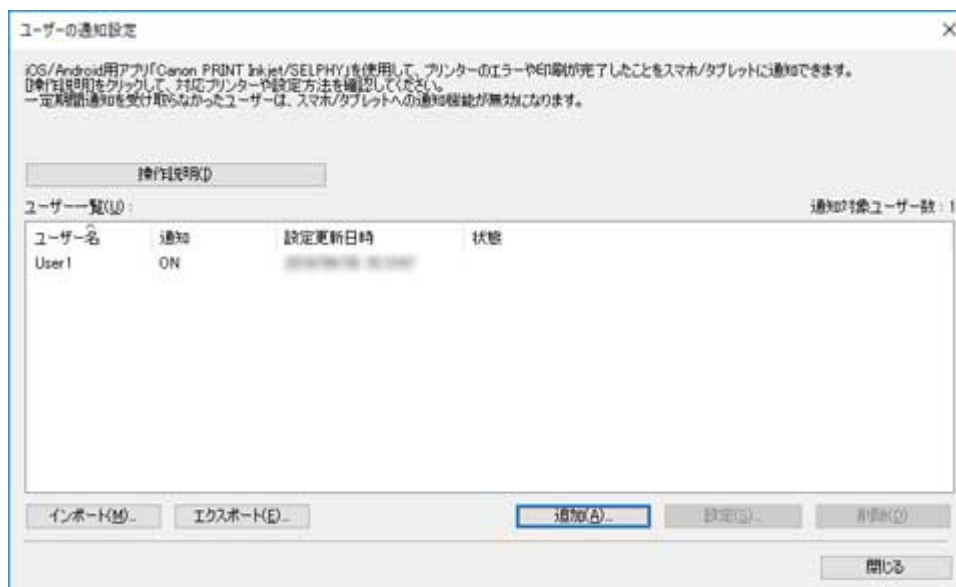 ユーザーの通知設定
iOS/Android用アプリ「Canon PRINT Inkjet/SELPHY」を使用して、プリンターのエラーや印刷が完了したことをスマホ/タブレットに通知できます。
[操作説明]をクリックして、対応プリンターや設定方法を確認してください。
一定期間通知を受け取らなかったユーザーは、スマホ/タブレットへの通知機能が無効になります。
操作説明(I)
ユーザー一覧(U): 通知対象ユーザー数: 1
ユーザー名 通知 設定更新日時 状態
User1 ON
インポート(M)... エクスポート(E)... 追加(A)... 設定(S)... 削除(D)
閉じる